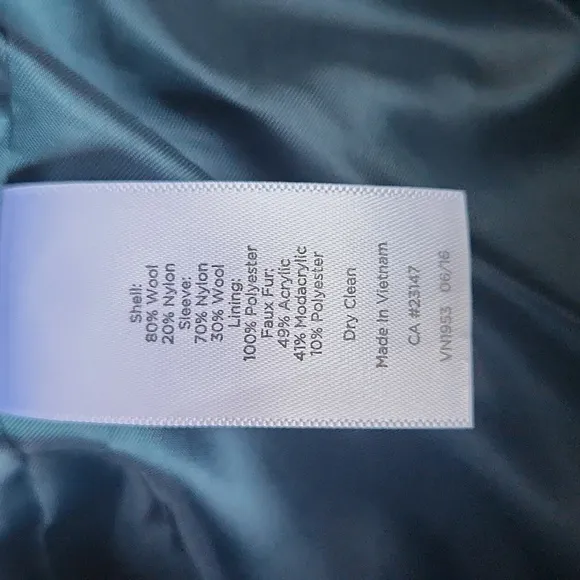 Shell:
80% Wool
20% Nylon
Sleeve:
70% Nylon
30% Wool
Lining:
100% Polyester
Faux Fur:
49% Acrylic
41% Modacrylic
10% Polyester
Dry Clean
Made In Vietnam
CA #23147
VN1953 06/16